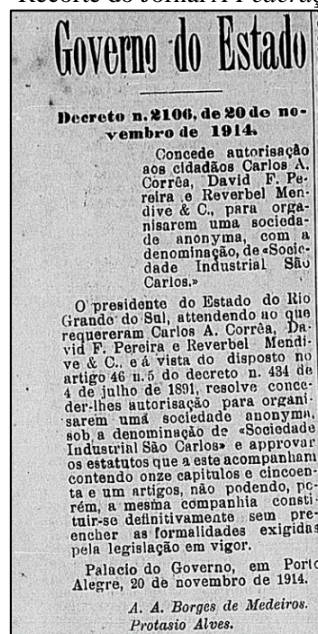 Recorte do Jornal A Federaç
Governo do Estado
Decreto n. 2106, de 20 de no-
vembro de 1914.
Concede autorisação
aos cidadãos Carlos A.
Corrêa, David F. Pe-
reira e Reverbel Men-
dive & C., para orga-
nisarem uma socieda-
de anonyma, com a
denominação, de «Socie-
dade Industrial São
Carlos.»
O presidente do Estado do Rio
Grande do Sul, attendendo ao que
requereram Carlos A. Corrêa, Da-
vid F. Pereira e Reverbel Mendi-
ve & C., e á vista do disposto no
artigo 46 n. 5 do decreto n. 434 de
4 de julho de 1891, resolve conce-
der-lhes autorisação para organi-
sarem uma sociedade anonyma,
sob a denominação de «Sociedade
Industrial São Carlos» e approvar
os estatutos que a este acompanham
contendo onze capitulos e cincoen-
ta e um artigos, não podendo, po-
rém, a mesma companhia consti-
tuir-se definitivamente sem pre-
encher as formalidades exigidas
pela legislação em vigor.
Palacio do Governo, em Porto
Alegre, 20 de novembro de 1914.
A. A. Borges de Medeiros.
Protasio Alves.